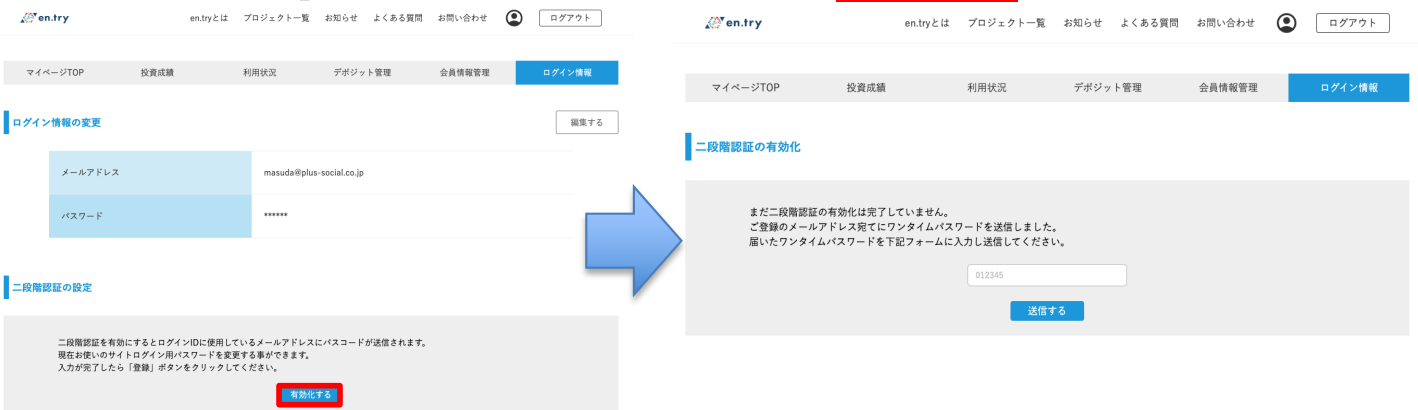 en.try
en.tryとは プロジェクト一覧 お知らせ よくある質問 お問い合わせ ログアウト
マイページTOP 投資成績 利用状況 デポジット管理 会員情報管理 ログイン情報
ログイン情報の変更 編集する
メールアドレス masuda@plus-social.co.jp
パスワード ******
二段階認証の設定
二段階認証を有効にするとログインIDに使用しているメールアドレスにパスコードが送信されます。
現在お使いのサイトログイン用パスワードを変更する事ができます。
入力が完了したら「登録」ボタンをクリックしてください。
有効化する
en.try
en.tryとは プロジェクト一覧 お知らせ よくある質問 お問い合わせ ログアウト
マイページTOP 投資成績 利用状況 デポジット管理 会員情報管理 ログイン情報
二段階認証の有効化
まだ二段階認証の有効化は完了していません。
ご登録のメールアドレス宛てにワンタイムパスワードを送信しました。
届いたワンタイムパスワードを下記フォームに入力し送信してください。
012345
送信する